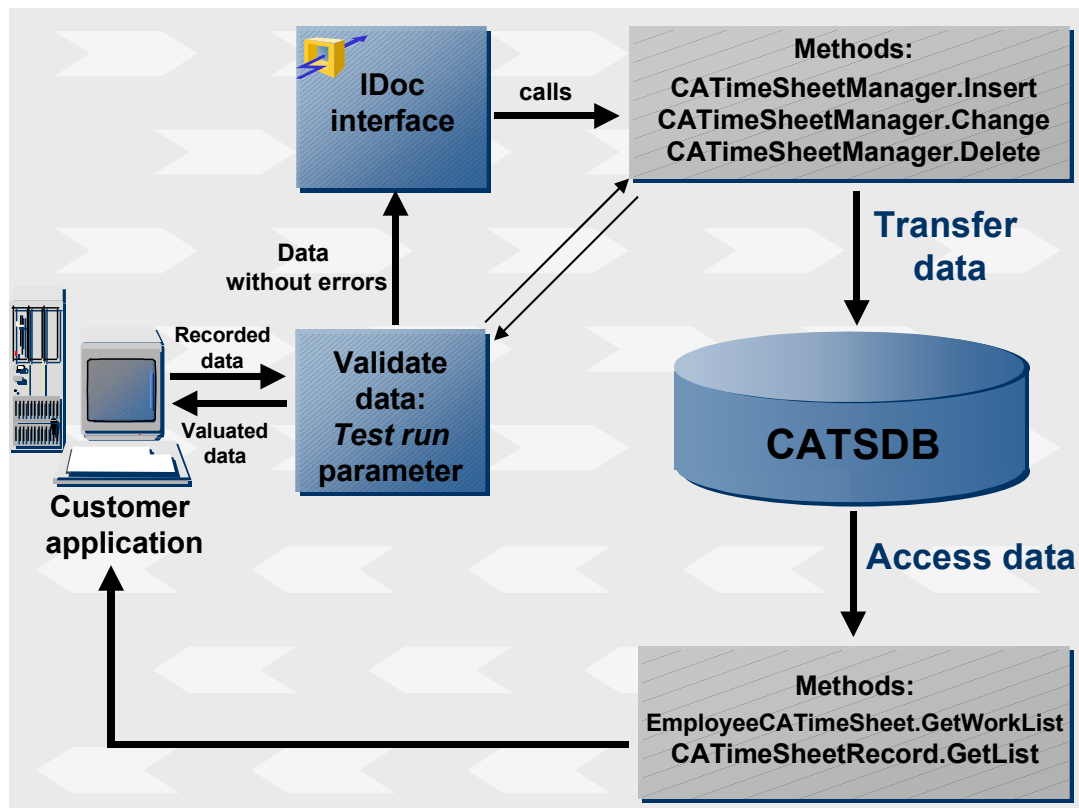 IDoc
interface
calls
Methods:
CATimeSheetManager.Insert
CATimeSheetManager.Change
CATimeSheetManager.Delete
Transfer
data
Data
without errors
Recorded
data
Valuated
data
Validate
data:
Test run
parameter
Customer
application
CATSDB
Access data
Methods:
EmployeeCATimeSheet.GetWorkList
CATimeSheetRecord.GetList